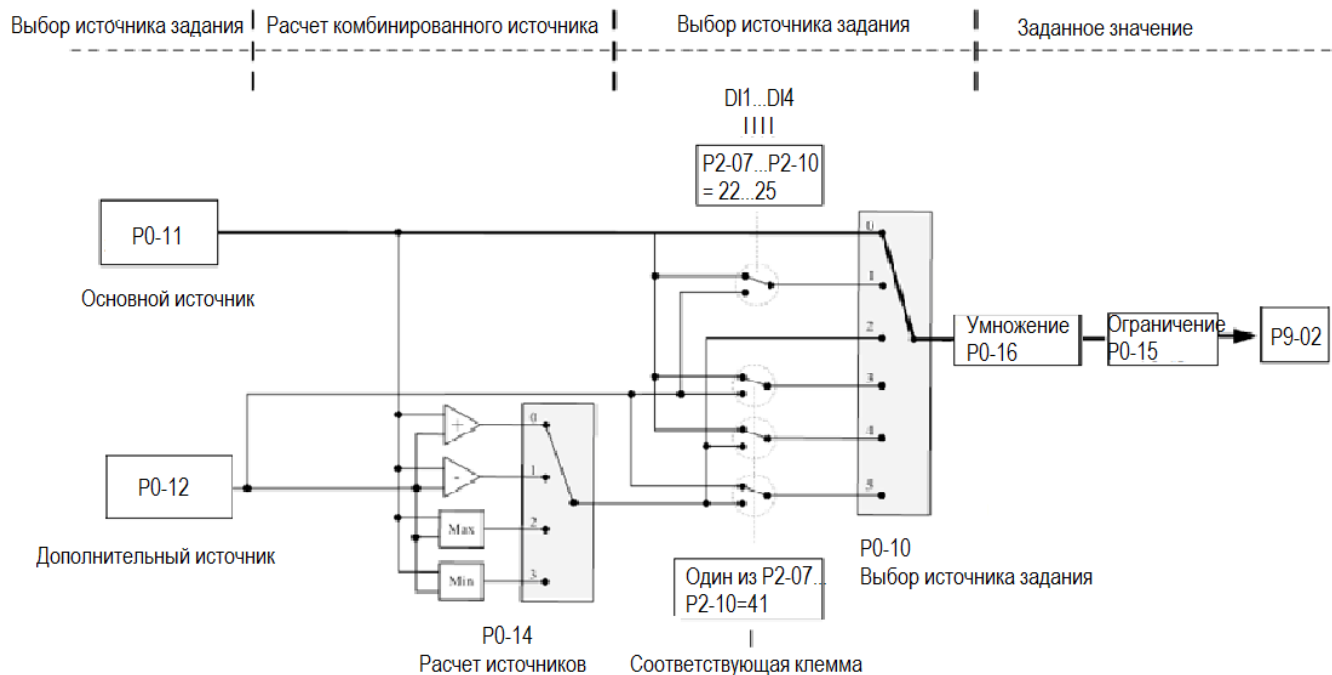 Выбор источника задания
Расчет комбинированного источника
Выбор источника задания
Заданное значение
DI1...DI4
P2-07...P2-10
= 22...25
P0-11
Основной источник
0
1
2
3
Умножение
P0-16
Ограничение
P0-15
P9-02
P0-12
Дополнительный источник
+
-
Max
Min
0
1
2
3
P0-14
Расчет источников
Один из P2-07...
P2-10=41
Соответствующая клемма
P0-10
Выбор источника задания